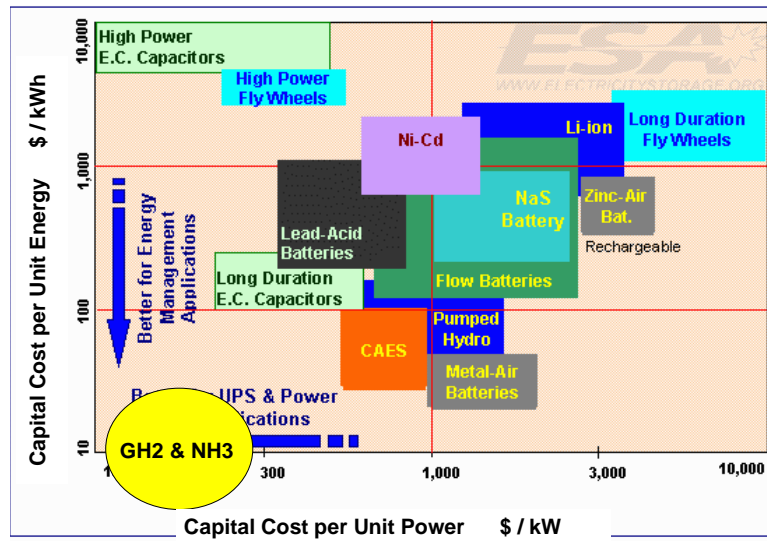 10,000
1,000
100
10
Capital Cost per Unit Energy $ / kWh
High Power
E.C. Capacitors
High Power
Fly Wheels
ESA
WWW.ELECTRICITYSTORAGE.ORG
Ni-Cd
Li-ion
Long Duration
Fly Wheels
Lead-Acid
Batteries
NaS
Battery
Zinc-Air
Bat.
Rechargeable
Flow Batteries
Long Duration
E.C. Capacitors
Better for Energy
Management
Applications
CAES
Pumped
Hydro
Metal-Air
Batteries
UPS & Power
GH2 & NH3
300
1,000
3,000
10,000
Capital Cost per Unit Power $ / kW